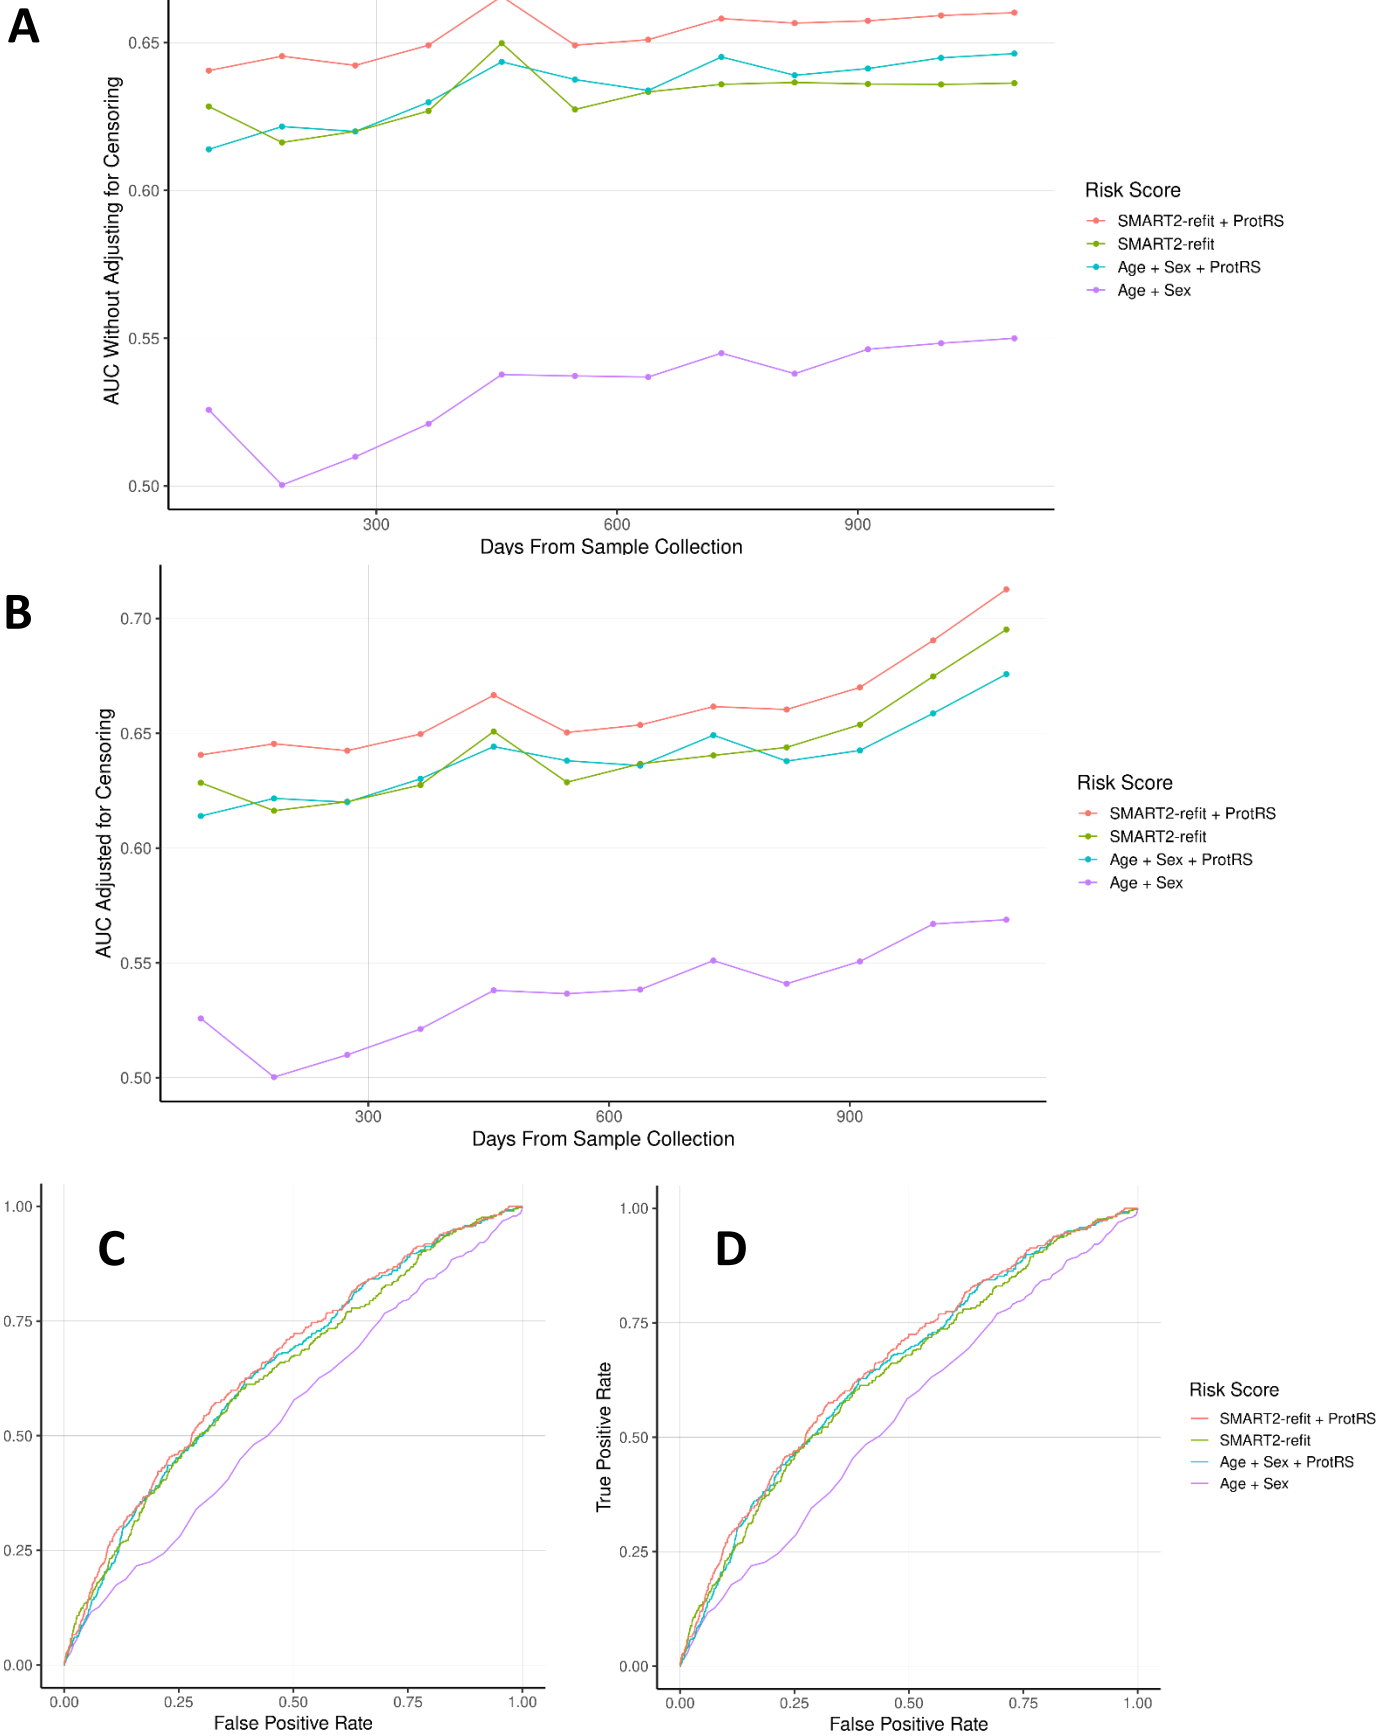 A
0.65
0.60
0.55
0.50
AUC Without Adjusting for Censoring
300
600
900
Days From Sample Collection
Risk Score
SMART2-refit + ProtRS
SMART2-refit
Age + Sex + ProtRS
Age + Sex
B
0.70
0.65
0.60
0.55
0.50
AUC Adjusted for Censoring
300
600
900
Days From Sample Collection
Risk Score
SMART2-refit + ProtRS
SMART2-refit
Age + Sex + ProtRS
Age + Sex
C
1.00
0.75
0.50
0.25
0.00
0.00
0.25
0.50
0.75
1.00
False Positive Rate
D
1.00
0.75
0.50
0.25
0.00
True Positive Rate
0.00
0.25
0.50
0.75
1.00
False Positive Rate
Risk Score
SMART2-refit + ProtRS
SMART2-refit
Age + Sex + ProtRS
Age + Sex